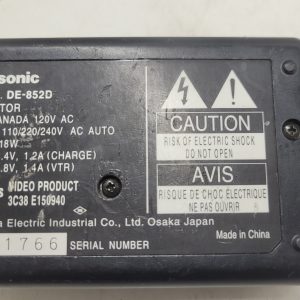 sonic
DE-852D
TOR
ANADA 120V AC
110/220/240V AC AUTO
18W
.4V, 1.2A (CHARGE)
.8V, 1.4A (VTR)
VIDEO PRODUCT
3C38 E150940
CAUTION
RISK OF ELECTRIC SHOCK
DO NOT OPEN
AVIS
RISQUE DE CHOC ELECTRIQUE
NE PAS OUVRIR
a Electric Industrial Co., Ltd. Osaka Japan
1766 SERIAL NUMBER
Made in China